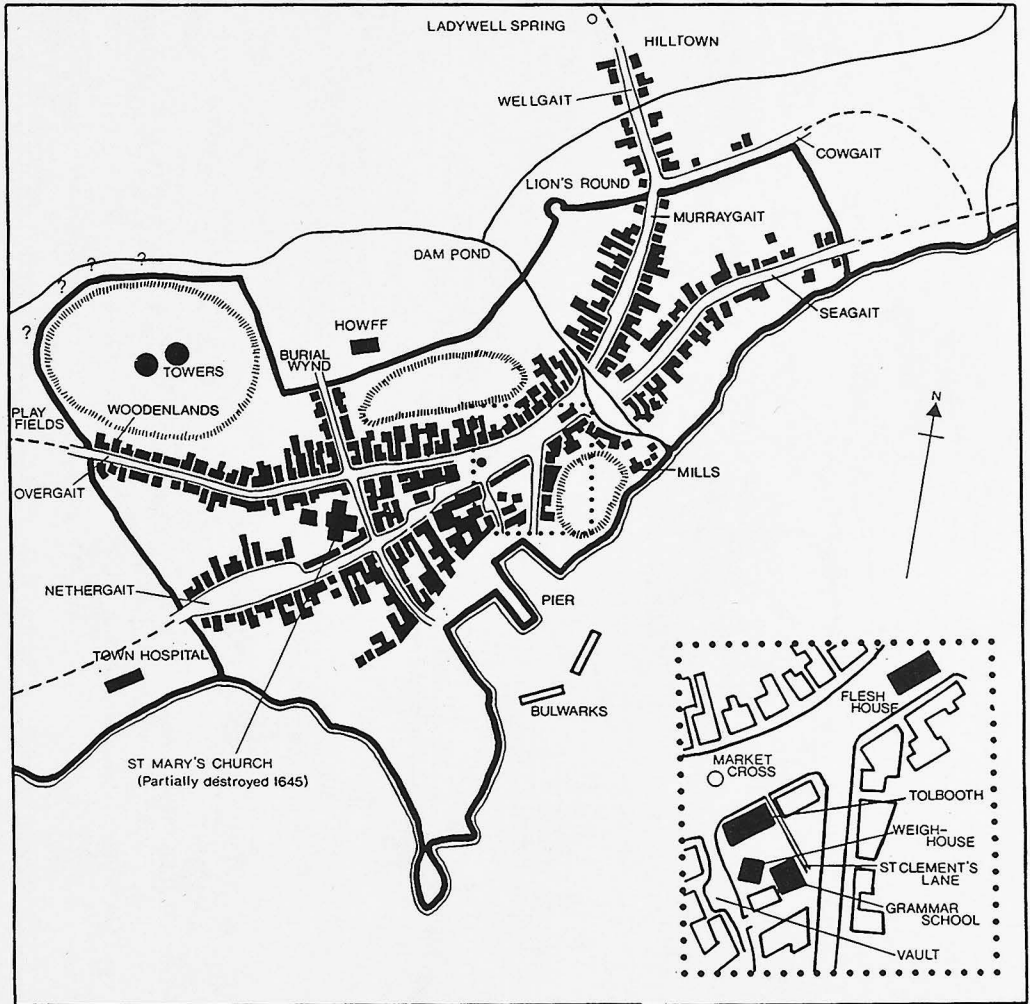 LADYWELL SPRING
HILLTOWN
WELLGAIT
COWGAIT
LION'S ROUND
MURRAYGAIT
DAM POND
? ?
?
?
SEAGAIT
HOWFF
BURIAL
WYND
TOWERS
PLAY
FIELDS
WOODENLANDS
N
OVERGAIT
MILLS
NETHERGAIT
PIER
TOWN HOSPITAL
BULWARKS
ST MARY'S CHURCH
(Partially destroyed 1645)
FLESH
HOUSE
MARKET
CROSS
TOLBOOTH
WEIGH-
HOUSE
ST CLEMENT'S
LANE
GRAMMAR
SCHOOL
VAULT